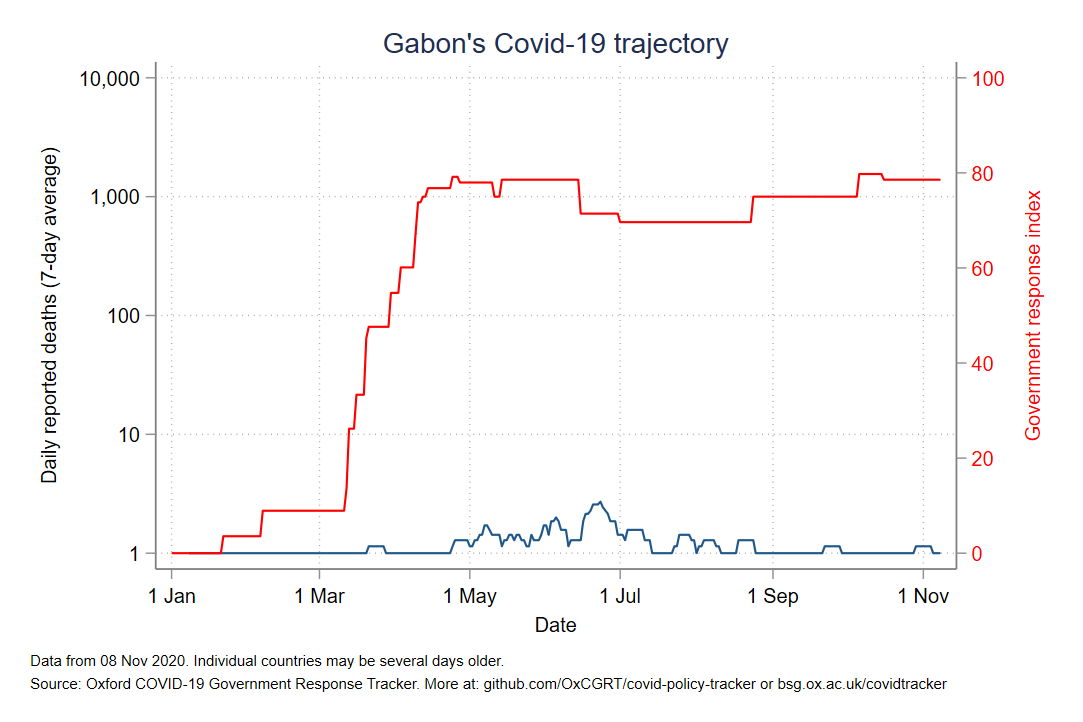 Gabon's Covid-19 trajectory
10,000
1,000
100
10
1
Daily reported deaths (7-day average)
100
80
60
40
20
0
Government response index
1 Jan
1 Mar
1 May
1 Jul
1 Sep
1 Nov
Date
Data from 08 Nov 2020. Individual countries may be several days older.
Source: Oxford COVID-19 Government Response Tracker. More at: github.com/OxCGRT/covid-policy-tracker or bsg.ox.ac.uk/covidtracker